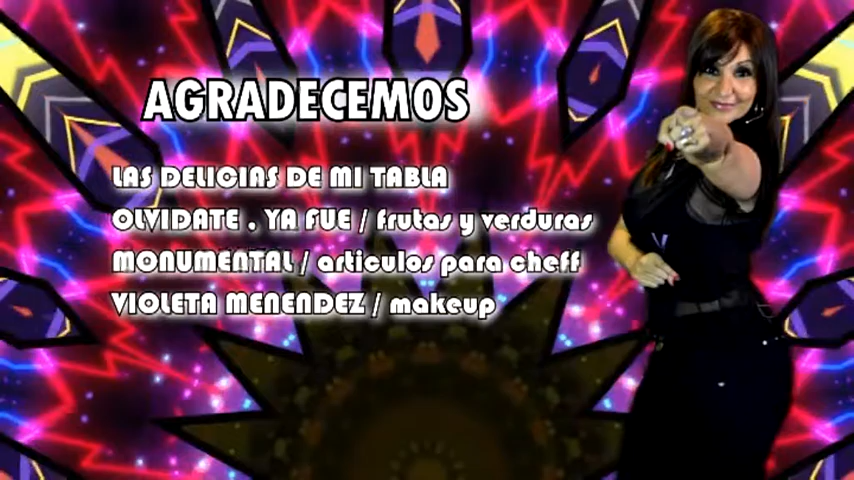 AGRADECEMOS
LAS DELICIAS DE MI TABLA
OLVIDATE , YA FUE / frutas y verduras
MONUMENTAL / articulos para cheff
VIOLETA MENENDEZ / makeup